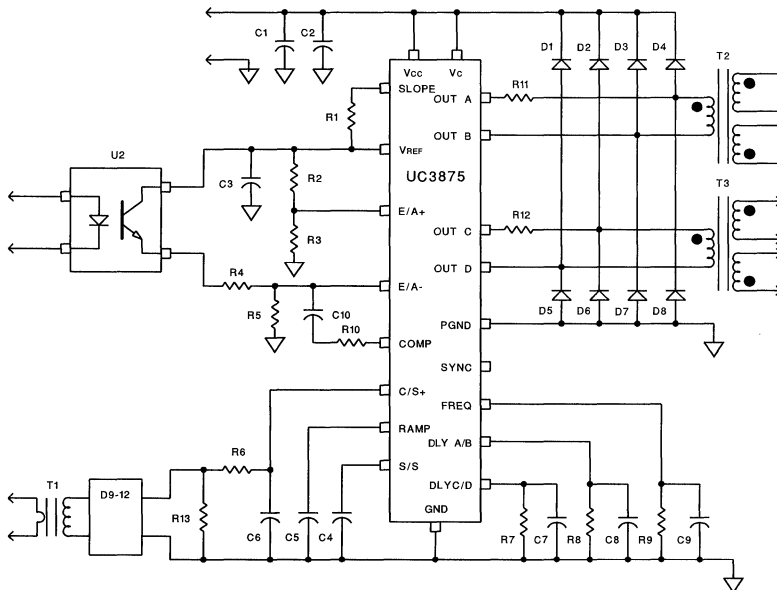 C1
C2
D1
D2
D3
D4
T2
VCC
VC
SLOPE
OUT A
R11
R1
OUT B
U2
VREF
UC3875
C3
R2
T3
E/A+
R3
OUT C
R12
OUT D
R4
E/A-
R5
C10
R10
D5
D6
D7
D8
PGND
COMP
SYNC
C/S+
FREQ
RAMP
DLY A/B
R6
S/S
T1
D9-12
DLYC/D
R13
GND
C6
C5
C4
R7
C7
R8
C8
R9
C9